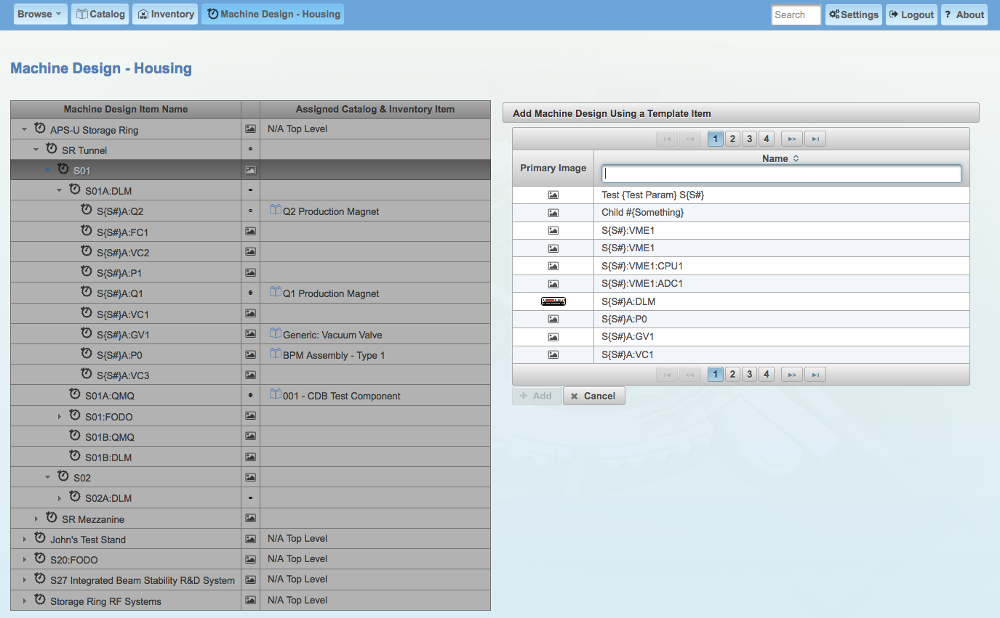 Browse Catalog Inventory Machine Design - Housing Search Settings Logout ? About
Machine Design - Housing
Machine Design Item Name Assigned Catalog & Inventory Item
APS-U Storage Ring N/A Top Level
SR Tunnel
S01
S01A:DLM
S{S#}A:Q2 Q2 Production Magnet
S{S#}A:FC1
S{S#}A:VC2
S{S#}A:P1
S{S#}A:Q1 Q1 Production Magnet
S{S#}A:VC1
S{S#}A:GV1 Generic: Vacuum Valve
S{S#}A:P0 BPM Assembly - Type 1
S{S#}A:VC3
S01A:QMQ 001 - CDB Test Component
S01:FODO
S01B:QMQ
S01B:DLM
S02
S02A:DLM
SR Mezzanine
John's Test Stand N/A Top Level
S20:FODO N/A Top Level
S27 Integrated Beam Stability R&D System N/A Top Level
Storage Ring RF Systems N/A Top Level
Add Machine Design Using a Template Item
1 2 3 4
Primary Image Name
Test {Test Param} S{S#}
Child #{Something}
S{S#}:VME1
S{S#}:VME1
S{S#}:VME1:CPU1
S{S#}:VME1:ADC1
S{S#}A:DLM
S{S#}A:P0
S{S#}A:GV1
S{S#}A:VC1
1 2 3 4
+ Add Cancel